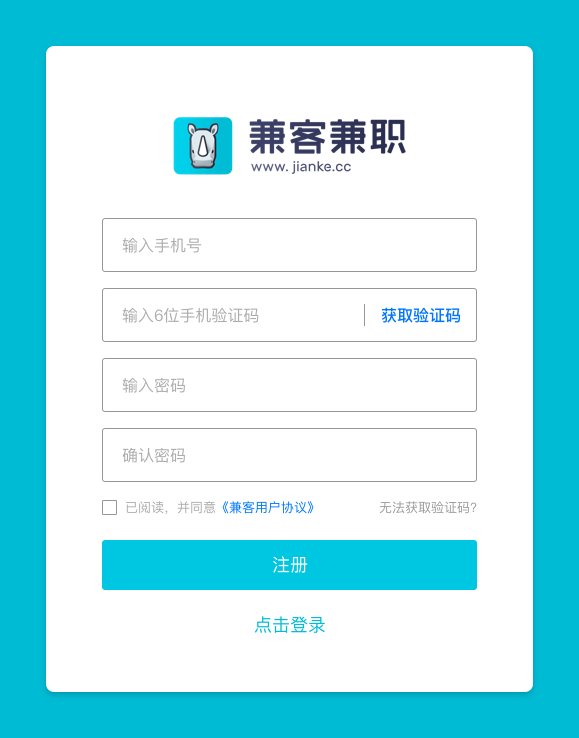 兼客兼职
www. jianke.cc
输入手机号
输入6位手机验证码 获取验证码
输入密码
确认密码
已阅读，并同意《兼客用户协议》 无法获取验证码?
注册
点击登录